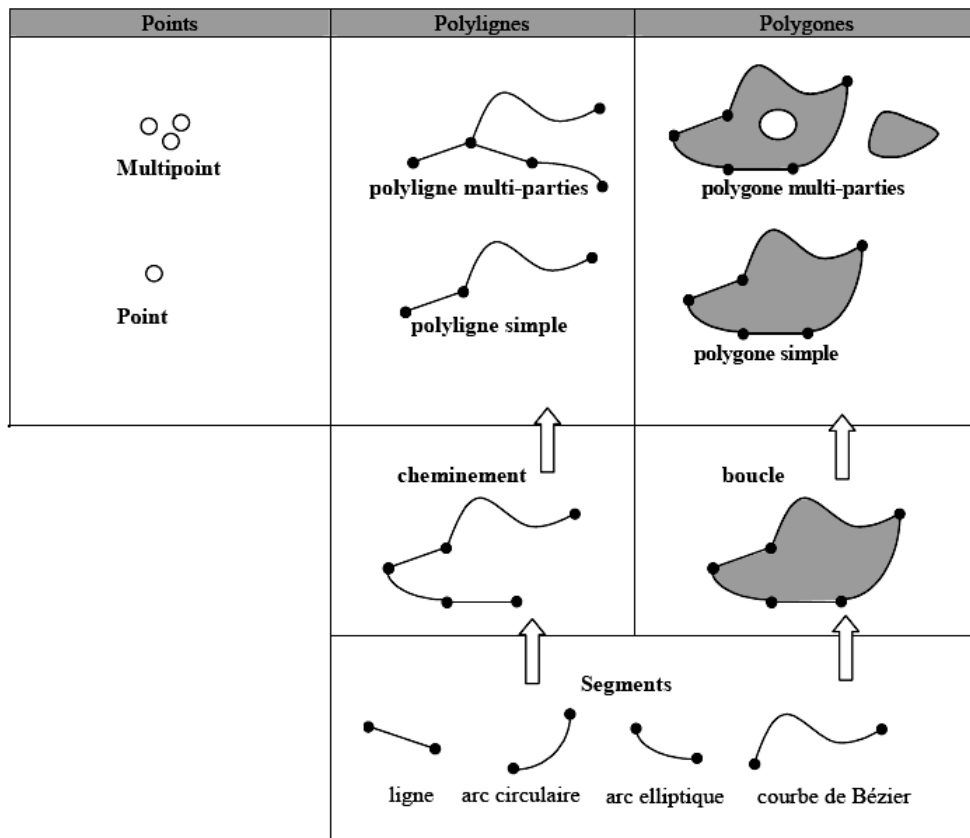 Points
Polylignes
Polygones
Multipoint
polyligne multi-parties
polygone multi-parties
Point
polyligne simple
polygone simple
cheminement
boucle
Segments
ligne
arc circulaire
arc elliptique
courbe de Bézier